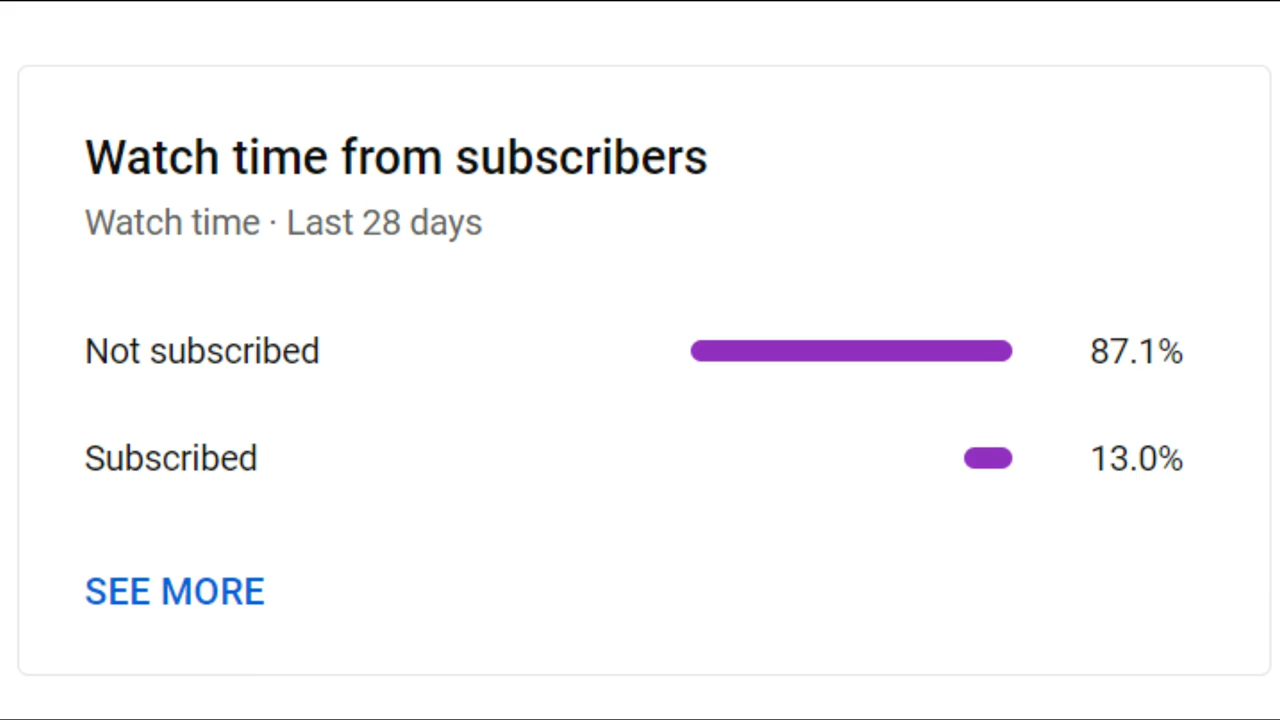 Watch time from subscribers
Watch time · Last 28 days
Not subscribed 87.1%
Subscribed 13.0%
SEE MORE